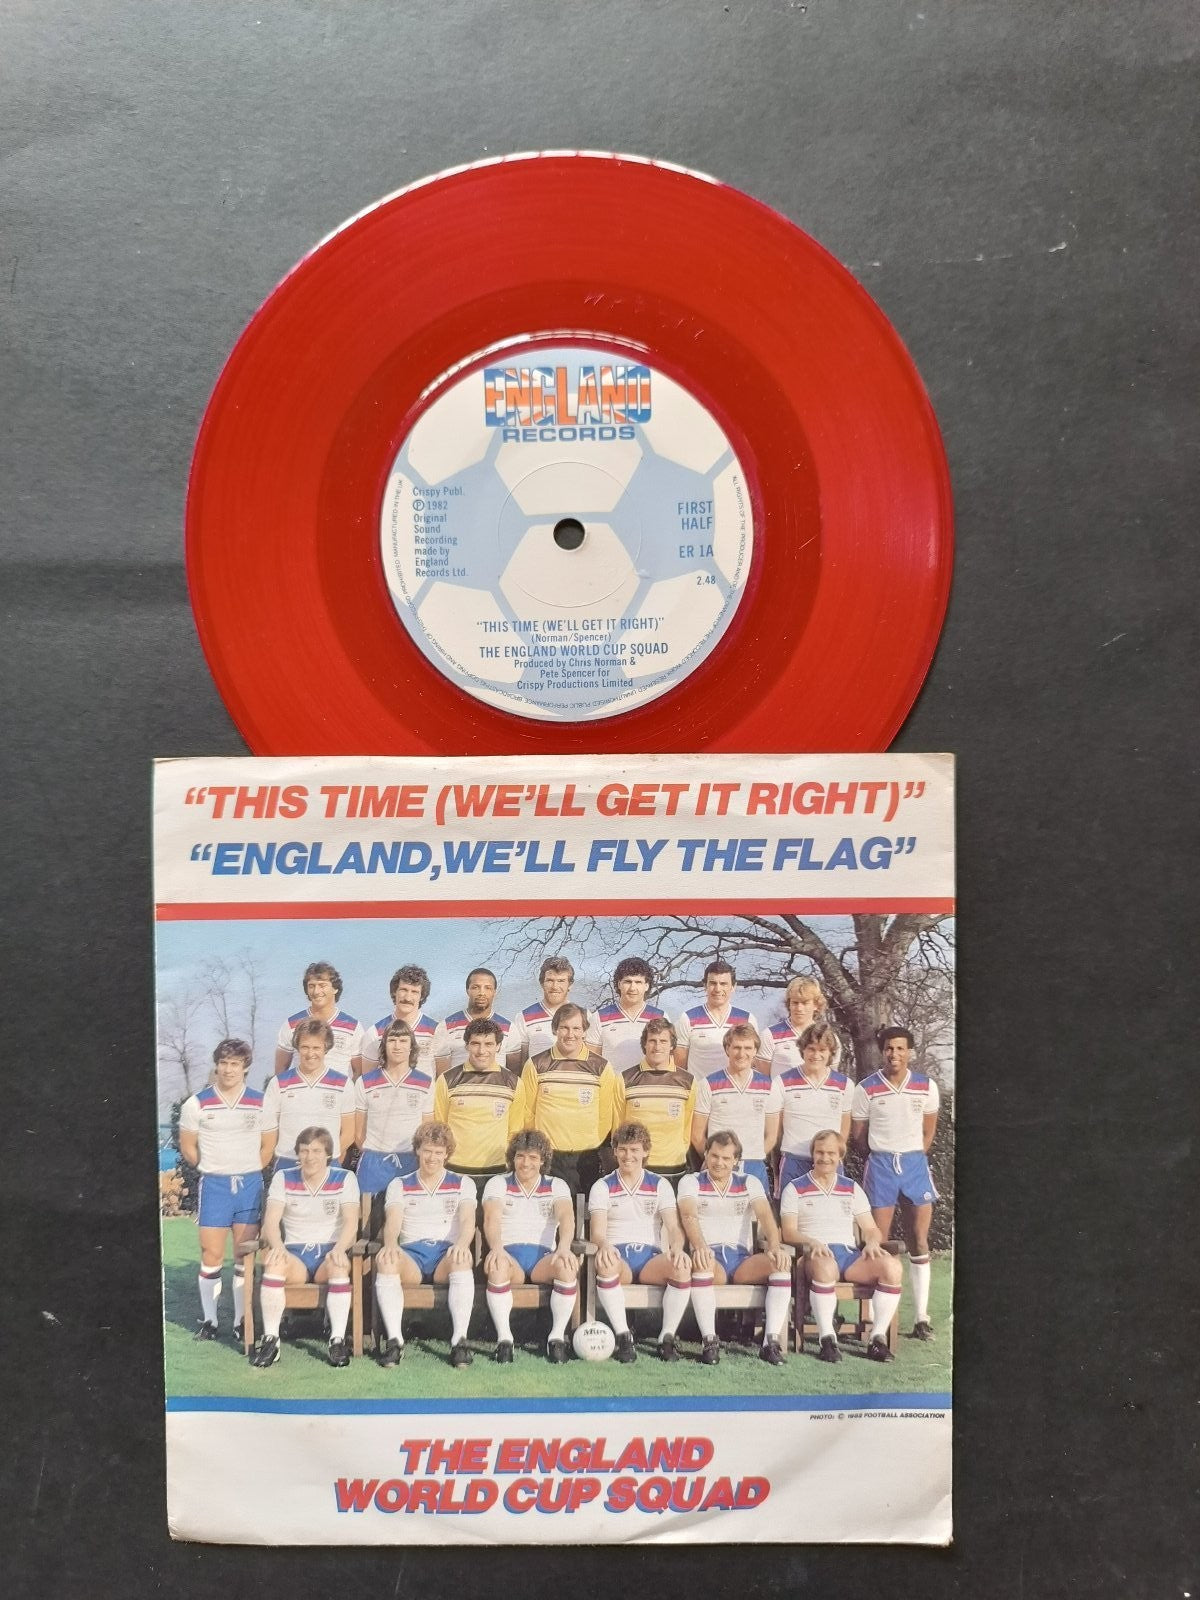 ENGLAND
RECORDS
Crispy Publ.
Ⓟ 1982
Original
Sound
Recording
made by
England
Records Ltd.
FIRST
HALF
ER 1A
2.48
"THIS TIME (WE'LL GET IT RIGHT)"
(Norman/Spencer)
THE ENGLAND WORLD CUP SQUAD
Produced by Chris Norman &
Pete Spencer for
Crispy Productions Limited
"THIS TIME (WE'LL GET IT RIGHT)"
"ENGLAND, WE'LL FLY THE FLAG"
Mitre
PHOTO: © 1982 FOOTBALL ASSOCIATION
THE ENGLAND
WORLD CUP SQUAD